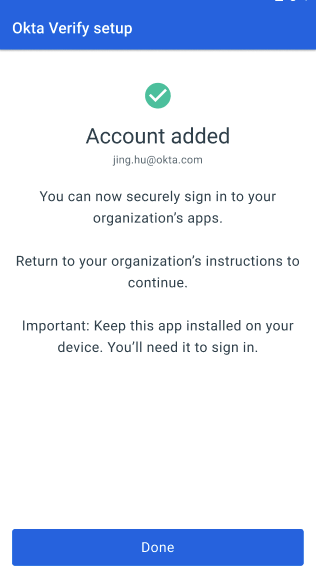 Okta Verify setup
Account added
jing.hu@okta.com
You can now securely sign in to your
organization’s apps.
Return to your organization’s instructions to
continue.
Important: Keep this app installed on your
device. You’ll need it to sign in.
Done